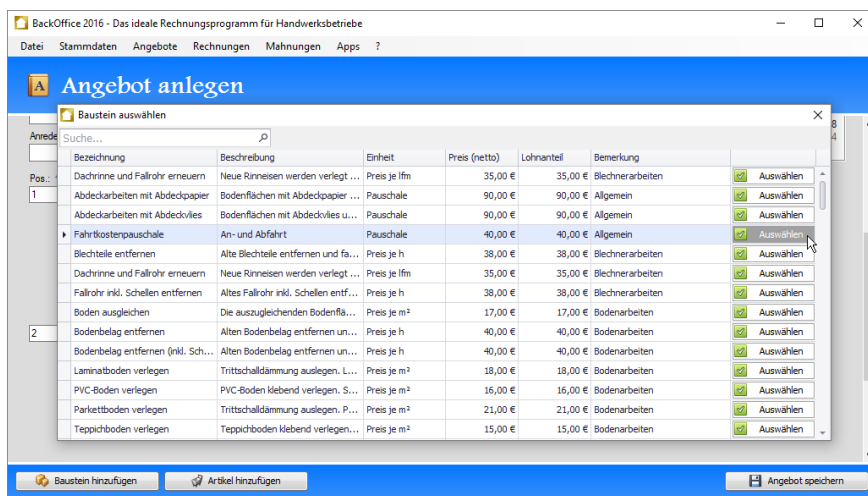 BackOffice 2016 - Das ideale Rechnungsprogramm für Handwerksbetriebe
Datei Stammdaten Angebote Rechnungen Mahnungen Apps ?
A Angebot anlegen
Baustein auswählen
8
4
Anrede
Suche...
Bezeichnung Beschreibung Einheit Preis (netto) Lohnanteil Bemerkung
Pos.:
Dachrinne und Fallrohr erneuern Neue Rinneisen werden verlegt ... Preis je lfm 35,00 € 35,00 € Blechnerarbeiten Auswählen
1 Abdeckarbeiten mit Abdeckpapier Bodenflächen mit Abdeckpapier ... Pauschale 90,00 € 90,00 € Allgemein Auswählen
Abdeckarbeiten mit Abdeckvlies Bodenflächen mit Abdeckvlies u... Pauschale 90,00 € 90,00 € Allgemein Auswählen
Fahrtkostenpauschale An- und Abfahrt Pauschale 40,00 € 40,00 € Allgemein Auswählen
Blechteile entfernen Alte Blechteile entfernen und fa... Preis je h 38,00 € 38,00 € Blechnerarbeiten Auswählen
Dachrinne und Fallrohr erneuern Neue Rinneisen werden verlegt ... Preis je lfm 35,00 € 35,00 € Blechnerarbeiten Auswählen
Fallrohr inkl. Schellen entfernen Altes Fallrohr inkl. Schellen entf... Preis je h 38,00 € 38,00 € Blechnerarbeiten Auswählen
Boden ausgleichen Die auszugleichenden Bodenflä... Preis je m² 17,00 € 17,00 € Bodenarbeiten Auswählen
2 Bodenbelag entfernen Alten Bodenbelag entfernen un... Preis je h 40,00 € 40,00 € Bodenarbeiten Auswählen
Bodenbelag entfernen (inkl. Sch... Alten Bodenbelag entfernen un... Preis je h 40,00 € 40,00 € Bodenarbeiten Auswählen
Laminatboden verlegen Trittschalldämmung auslegen. L... Preis je m² 18,00 € 18,00 € Bodenarbeiten Auswählen
PVC-Boden verlegen PVC-Boden klebend verlegen. S... Preis je m² 16,00 € 16,00 € Bodenarbeiten Auswählen
Parkettboden verlegen Trittschalldämmung auslegen. P... Preis je m² 21,00 € 21,00 € Bodenarbeiten Auswählen
Teppichboden verlegen Teppichboden klebend verlegen... Preis je m² 15,00 € 15,00 € Bodenarbeiten Auswählen
Baustein hinzufügen Artikel hinzufügen Angebot speichern